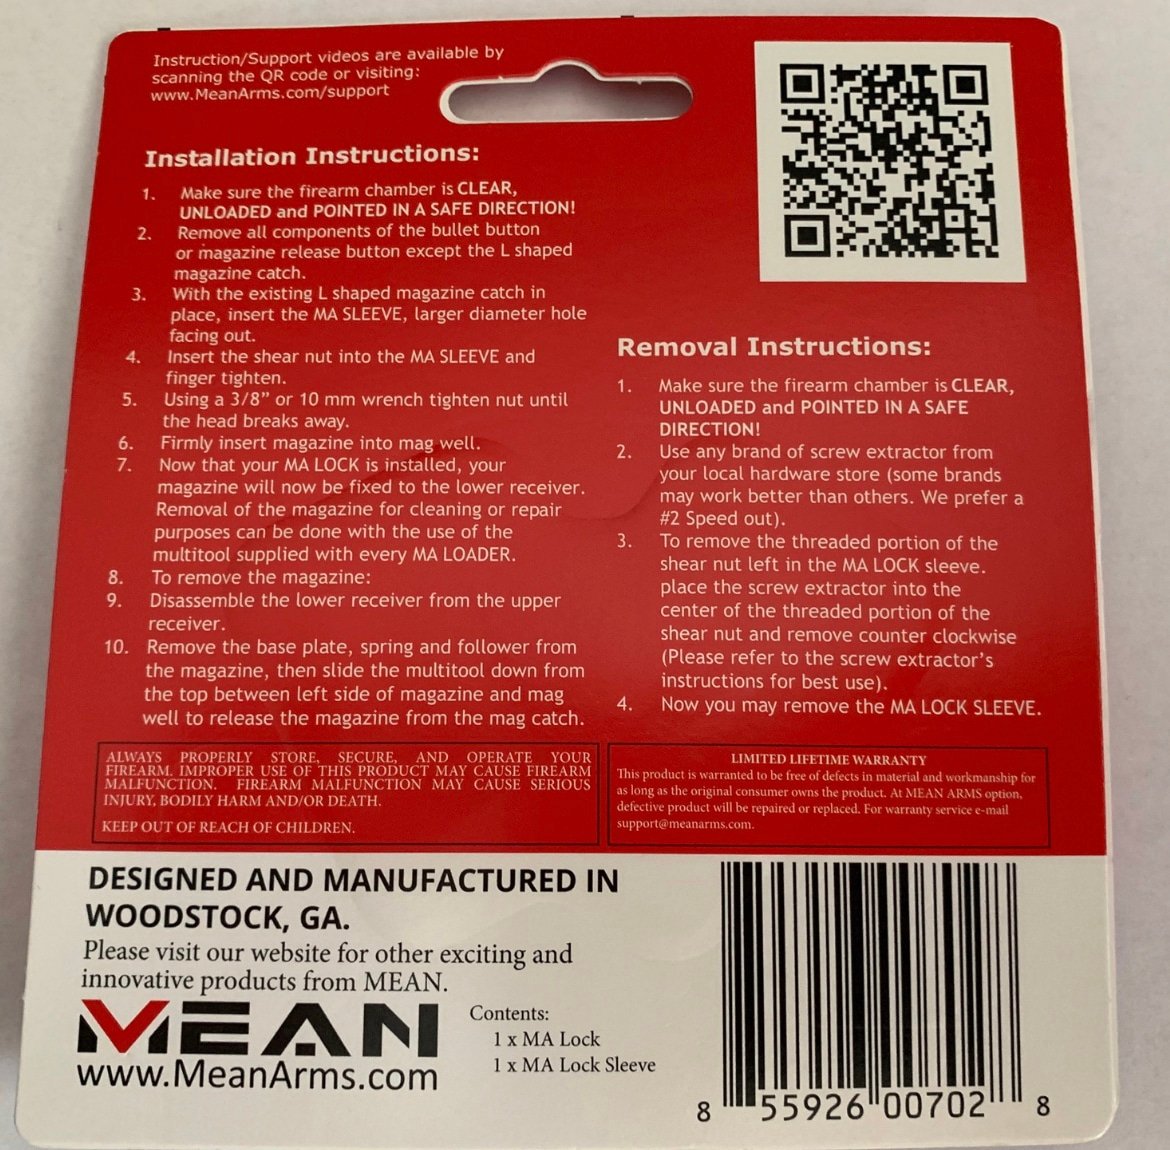 Instruction/Support videos are available by
scanning the QR code or visiting:
www.MeanArms.com/support
Installation Instructions:
1. Make sure the firearm chamber is CLEAR,
UNLOADED and POINTED IN A SAFE DIRECTION!
2. Remove all components of the bullet button
or magazine release button except the L shaped
magazine catch.
3. With the existing L shaped magazine catch in
place, insert the MA SLEEVE, larger diameter hole
facing out.
4. Insert the shear nut into the MA SLEEVE and
finger tighten.
5. Using a 3/8” or 10 mm wrench tighten nut until
the head breaks away.
6. Firmly insert magazine into mag well.
7. Now that your MA LOCK is installed, your
magazine will now be fixed to the lower receiver.
Removal of the magazine for cleaning or repair
purposes can be done with the use of the
multitool supplied with every MA LOADER.
8. To remove the magazine:
9. Disassemble the lower receiver from the upper
receiver.
10. Remove the base plate, spring and follower from
the magazine, then slide the multitool down from
the top between left side of magazine and mag
well to release the magazine from the mag catch.
Removal Instructions:
1. Make sure the firearm chamber is CLEAR,
UNLOADED and POINTED IN A SAFE
DIRECTION!
2. Use any brand of screw extractor from
your local hardware store (some brands
may work better than others. We prefer a
#2 Speed out).
3. To remove the threaded portion of the
shear nut left in the MA LOCK sleeve.
place the screw extractor into the
center of the threaded portion of the
shear nut and remove counter clockwise
(Please refer to the screw extractor’s
instructions for best use).
4. Now you may remove the MA LOCK SLEEVE.
ALWAYS PROPERLY STORE, SECURE, AND OPERATE YOUR
FIREARM. IMPROPER USE OF THIS PRODUCT MAY CAUSE FIREARM
MALFUNCTION. FIREARM MALFUNCTION MAY CAUSE SERIOUS
INJURY, BODILY HARM AND/OR DEATH.
KEEP OUT OF REACH OF CHILDREN.
LIMITED LIFETIME WARRANTY
This product is warranted to be free of defects in material and workmanship for
as long as the original consumer owns the product. At MEAN ARMS option,
defective product will be repaired or replaced. For warranty service e-mail
support@meanarms.com.
DESIGNED AND MANUFACTURED IN
WOODSTOCK, GA.
Please visit our website for other exciting and
innovative products from MEAN.
MEAN
www.MeanArms.com
Contents:
1 x MA Lock
1 x MA Lock Sleeve
8 55926 00702 8